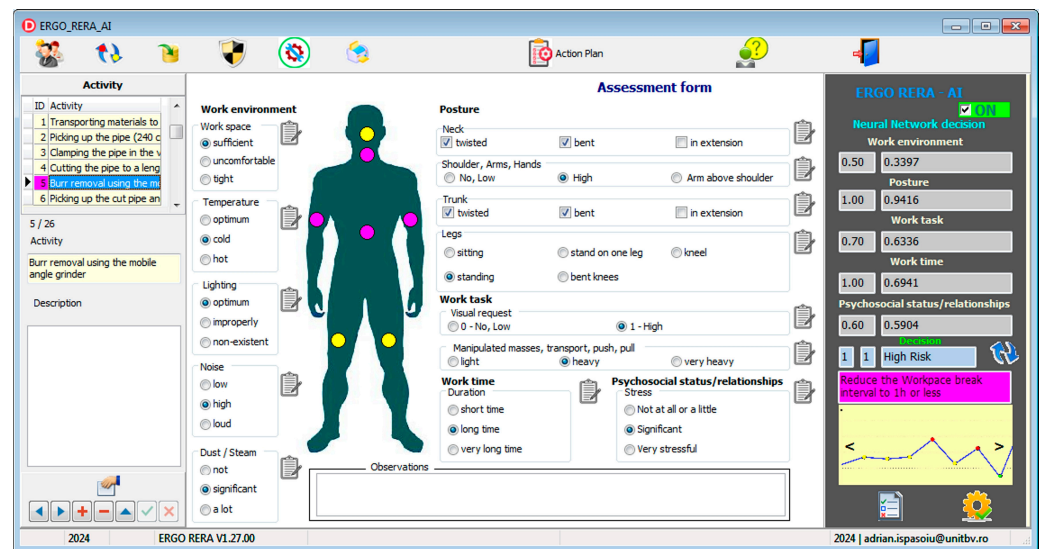 ERGO_RERA_AI
Action Plan
Activity
ID Activity
1 Transporting materials to
2 Picking up the pipe (240 c
3 Clamping the pipe in the v
4 Cutting the pipe to a leng
5 Burr removal using the mo
6 Picking up the cut pipe an
5 / 26
Activity
Burr removal using the mobile
angle grinder
Description
Assessment form
Work environment
Work space
sufficient
uncomfortable
tight
Temperature
optimum
cold
hot
Lighting
optimum
improperly
non-existent
Noise
low
high
loud
Dust / Steam
not
significant
a lot
Posture
Neck
twisted bent in extension
Shoulder, Arms, Hands
No, Low High Arm above shoulder
Trunk
twisted bent in extension
Legs
sitting stand on one leg kneel
standing bent knees
Work task
Visual request
0 - No, Low 1 - High
Manipulated masses, transport, push, pull
light heavy very heavy
Work time
Duration
short time
long time
very long time
Psychosocial status/relationships
Stress
Not at all or a little
Significant
Very stressful
Observations
ERGO RERA - AI
ON
Neural Network decision
Work environment
0.50 0.3397
Posture
1.00 0.9416
Work task
0.70 0.6336
Work time
1.00 0.6941
Psychosocial status/relationships
0.60 0.5904
Decision
1 1 High Risk
Reduce the Workpace break
interval to 1h or less
< >
2024 ERGO RERA V1.27.00 2024 | adrian.ispasoiu@unitbv.ro